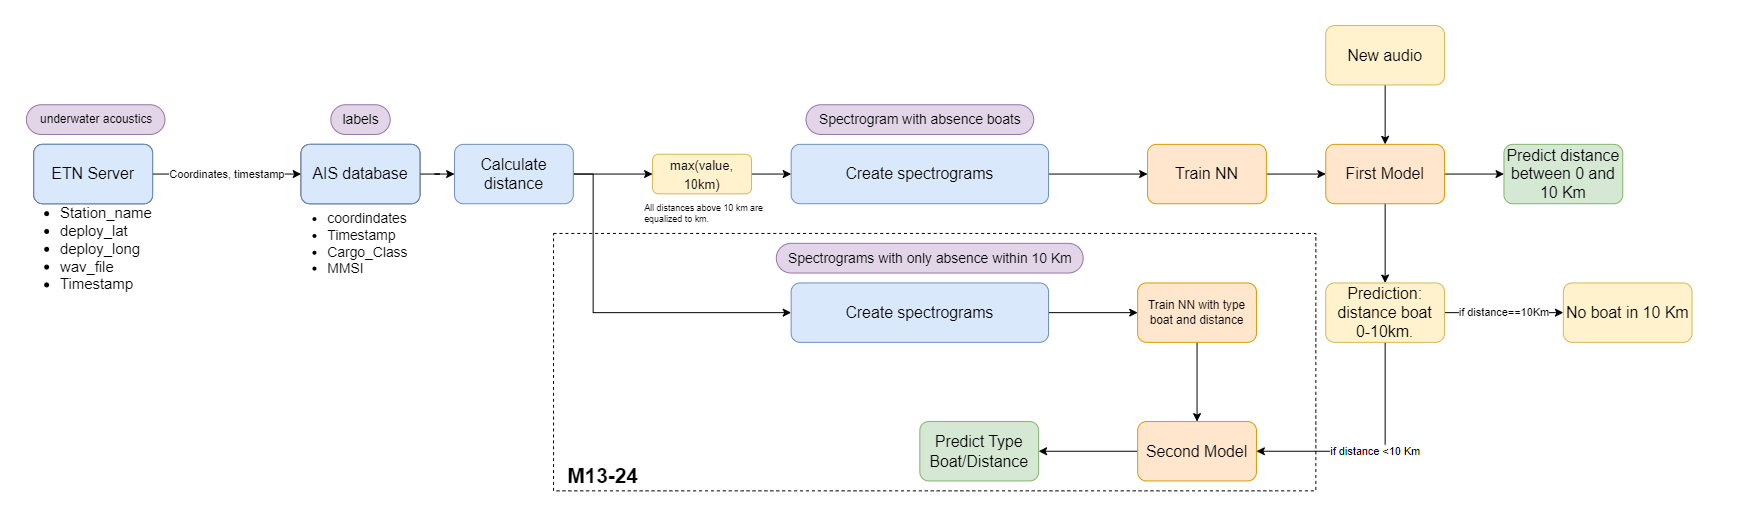 New audio
underwater acoustics
labels
Spectrogram with absence boats
ETN Server
Coordinates, timestamp
AIS database
Calculate
distance
max(value,
10km)
Create spectrograms
Train NN
First Model
Predict distance
between 0 and
10 Km
All distances above 10 km are
equalized to km.
Station_name
deploy_lat
deploy_long
wav_file
Timestamp
coordindates
Timestamp
Cargo_Class
MMSI
Spectrograms with only absence within 10 Km
Create spectrograms
Train NN with type
boat and distance
Prediction:
distance boat
0-10km.
if distance==10Km
No boat in 10 Km
Predict Type
Boat/Distance
Second Model
if distance <10 Km
M13-24